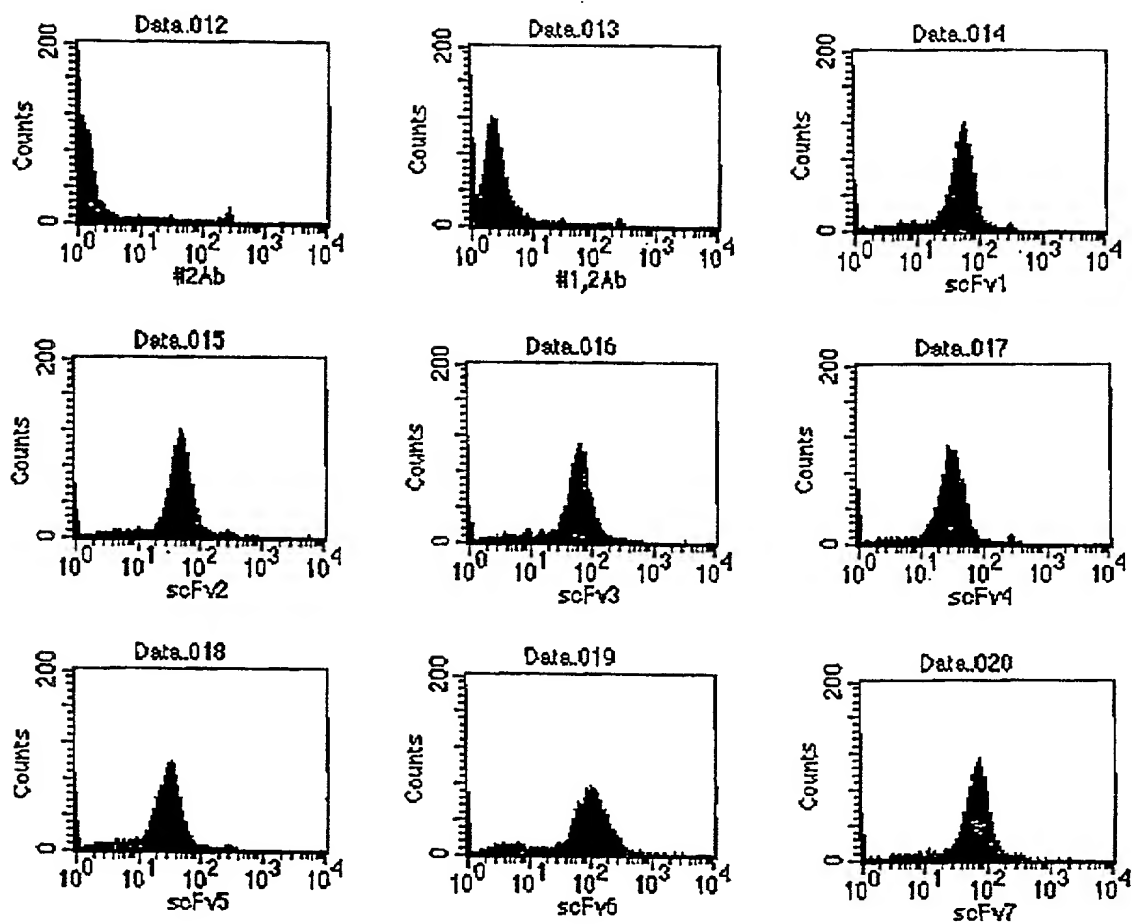 Data.012
200
Counts
0
10^0 10^1 10^2 10^3 10^4
#2Ab
Data.013
200
Counts
0
10^0 10^1 10^2 10^3 10^4
#1,2Ab
Data.014
200
Counts
0
10^0 10^1 10^2 10^3 10^4
scFv1
Data.015
200
Counts
0
10^0 10^1 10^2 10^3 10^4
scFv2
Data.016
200
Counts
0
10^0 10^1 10^2 10^3 10^4
scFv3
Data.017
200
Counts
0
10^0 10^1 10^2 10^3 10^4
scFv4
Data.018
200
Counts
0
10^0 10^1 10^2 10^3 10^4
scFv5
Data.019
200
Counts
0
10^0 10^1 10^2 10^3 10^4
scFv6
Data.020
200
Counts
0
10^0 10^1 10^2 10^3 10^4
scFv7